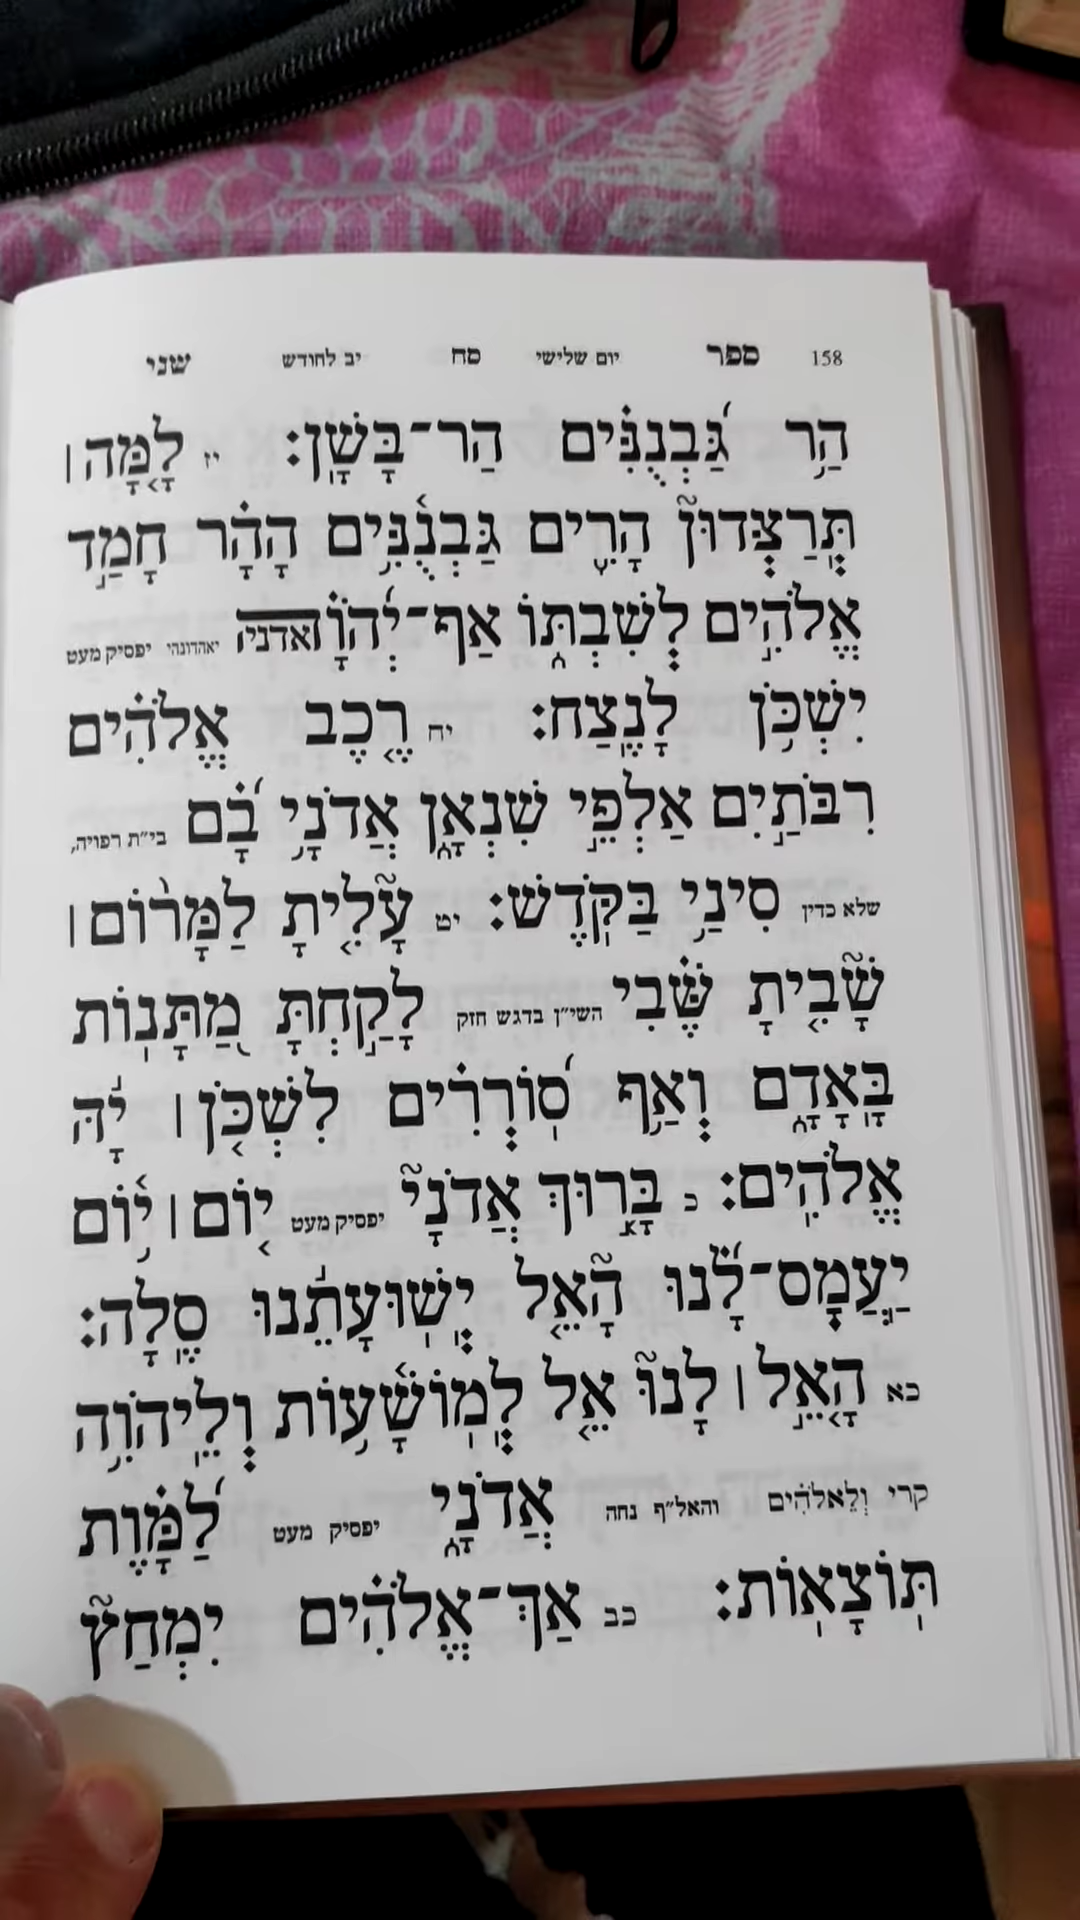 158 ספר יום שלישי סח יב לחודש שני
הַ֥ר גַּ֝בְנֻנִּ֗ים הַר־בָּשָֽׁן׃ יז לָ֤מָּה ׀
תְּֽרַצְּדוּן֮ הָרִ֪ים גַּבְנֻ֫נִּ֥ים הָהָ֗ר חָמַ֣ד
אֱלֹהִ֣ים לְשִׁבְתּ֑וֹ אַף־יְ֝הוָ֗ה אדני יאהדונהי יפסיק מעט
יִשְׁכֹּ֥ן לָנֶֽצַח׃ יח רֶ֤כֶב אֱלֹהִ֗ים
רִבֹּתַ֣יִם אַלְפֵ֣י שִׁנְאָ֑ן אֲדֹנָ֥י בָ֝֗ם בי״ת רפויה,
שלא כדין סִינַ֥י בַּקֹּֽדֶשׁ׃ יט עָ֘לִ֤יתָ לַמָּר֨וֹם ׀
שָׁ֘בִ֤יתָ שֶּׁ֗בִי השי״ן בדגש חזק לָקַ֣חְתָּ מַ֭תָּנוֹת
בָּאָדָ֑ם וְאַ֥ף ס֝וֹרְרִ֗ים לִשְׁכֹּ֤ן ׀ יָ֬הּ
אֱלֹהִֽים׃ כ בָּ֤רוּךְ אֲדֹנָי֮ יפסיק מעט י֤וֹם ׀ י֥֫וֹם
יַֽעֲמָס־לָ֝֗נוּ הָ֘אֵ֤ל יְֽשׁוּעָתֵ֬נוּ סֶֽלָה׃
כא הָ֤אֵ֣ל ׀ לָנוּ֮ אֵ֤ל לְֽמוֹשָׁ֫ע֥וֹת וְלֵֽיהֹוִ֥ה
קרי וְלֵאלֹהִים והאל״ף נחה אֲדֹנָ֑י יפסיק מעט לַ֝מָּ֗וֶת
תּֽוֹצָאֽוֹת׃ כב אַךְ־אֱלֹהִ֗ים יִמְחַץ֮